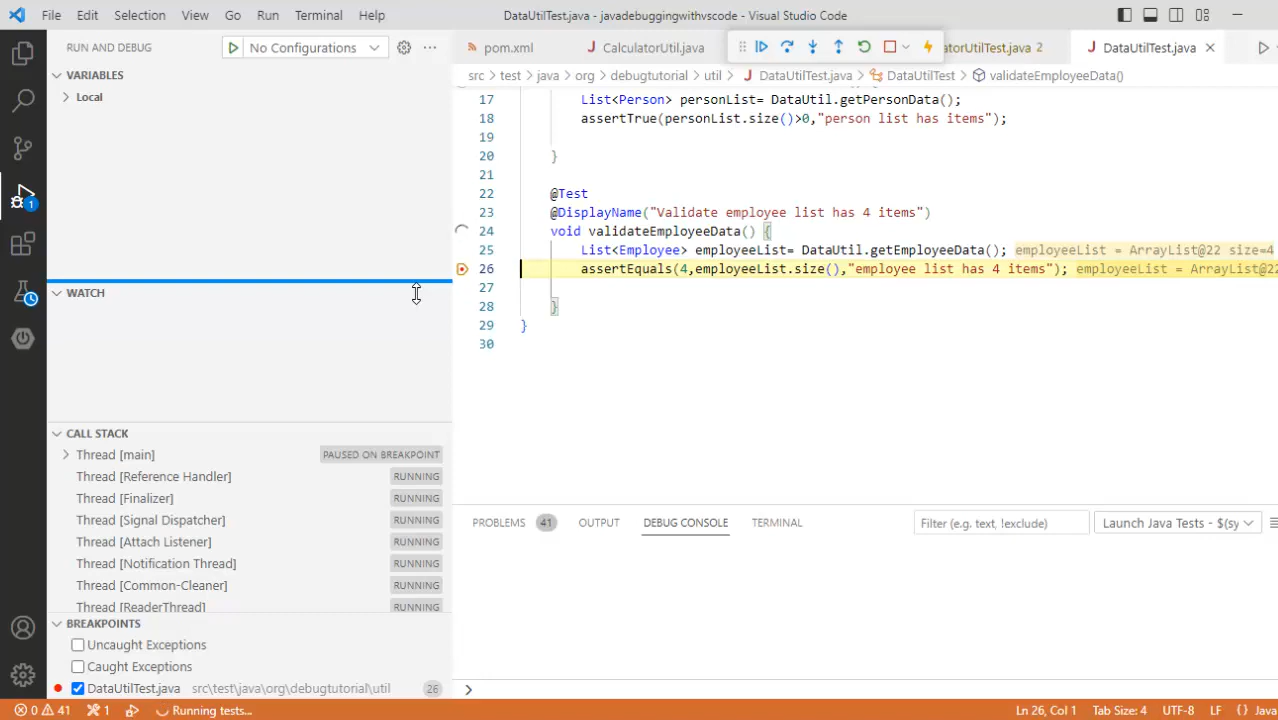 File Edit Selection View Go Run Terminal Help DataUtilTest.java - javadebuggingwithvscode - Visual Studio Code
RUN AND DEBUG No Configurations
pom.xml CalculatorUtil.java atorUtilTest.java 2 DataUtilTest.java
src > test > java > org > debugtutorial > util > DataUtilTest.java > DataUtilTest > validateEmployeeData()
VARIABLES
Local
17 List<Person> personList= DataUtil.getPersonData();
18 assertTrue(personList.size()>0,"person list has items");
19
20 }
21
22 @Test
23 @DisplayName("Validate employee list has 4 items")
24 void validateEmployeeData() {
25 List<Employee> employeeList= DataUtil.getEmployeeData(); employeeList = ArrayList@22 size=4
26 assertEquals(4,employeeList.size(),"employee list has 4 items"); employeeList = ArrayList@22
27
28 }
29 }
30
WATCH
CALL STACK
Thread [main] PAUSED ON BREAKPOINT
Thread [Reference Handler] RUNNING
Thread [Finalizer] RUNNING
Thread [Signal Dispatcher] RUNNING
Thread [Attach Listener] RUNNING
Thread [Notification Thread] RUNNING
Thread [Common-Cleaner] RUNNING
Thread [ReaderThread] RUNNING
BREAKPOINTS
Uncaught Exceptions
Caught Exceptions
DataUtilTest.java src\test\java\org\debugtutorial\util 26
1
PROBLEMS 41 OUTPUT DEBUG CONSOLE TERMINAL Filter (e.g. text, !exclude) Launch Java Tests - $(sy
0 41 1 Running tests... Ln 26, Col 1 Tab Size: 4 UTF-8 LF {} Java